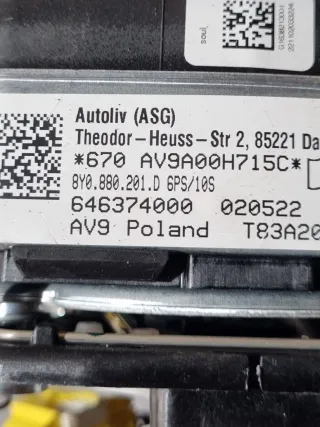 soul
Autoliv (ASG)
Theodor-Heuss-Str 2, 85221 Da
*670 AV9A00H715C*
8Y0.880.201.D 6PS/10S
646374000 020522
AV9 Poland T83A20